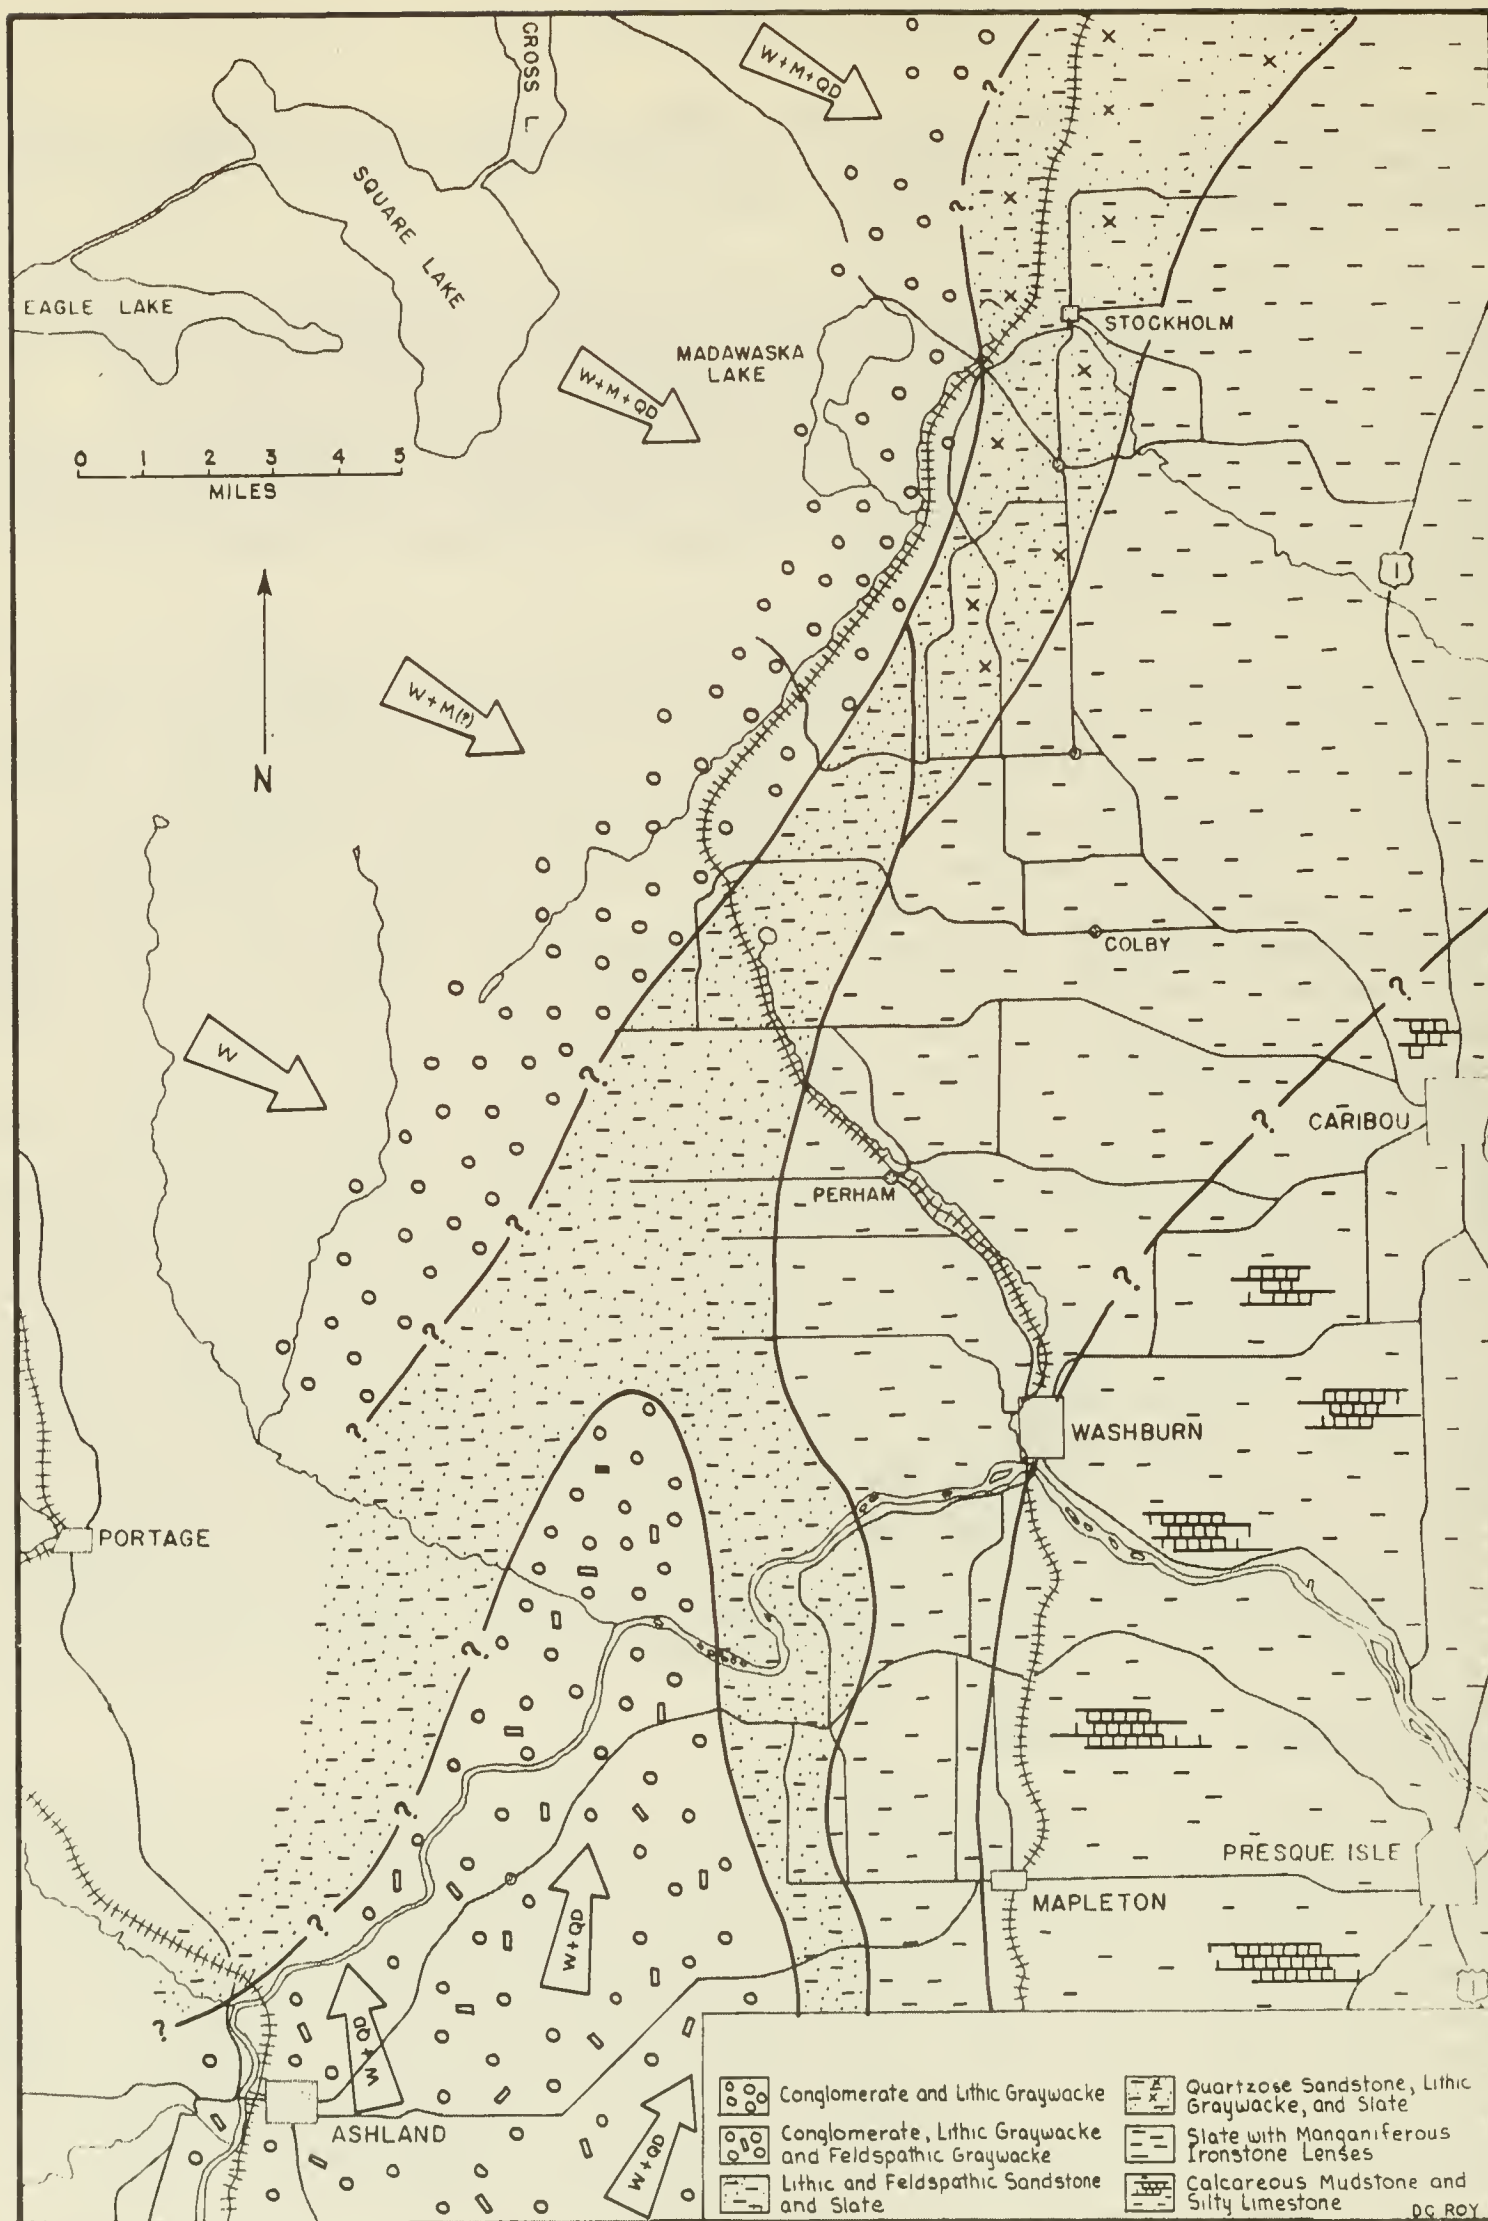 CROSS L.
W+M+QD
SQUARE LAKE
EAGLE LAKE
STOCKHOLM
MADAWASKA
LAKE
W+M+QD
0 1 2 3 4 5
MILES
1
W+M(?)
N
COLBY
?
?
?
?
?
W
?
?
CARIBOU
PERHAM
?
?
?
?
WASHBURN
PORTAGE
?
?
PRESQUE ISLE
MAPLETON
W+QD
?
1
W+QD
?
ASHLAND
W+QD
Conglomerate and Lithic Graywacke
Conglomerate, Lithic Graywacke
and Feldspathic Graywacke
Lithic and Feldspathic Sandstone
and Slate
Quartzose Sandstone, Lithic
Graywacke, and Slate
Slate with Manganiferous
Ironstone Lenses
Calcareous Mudstone and
Silty Limestone
DC ROY